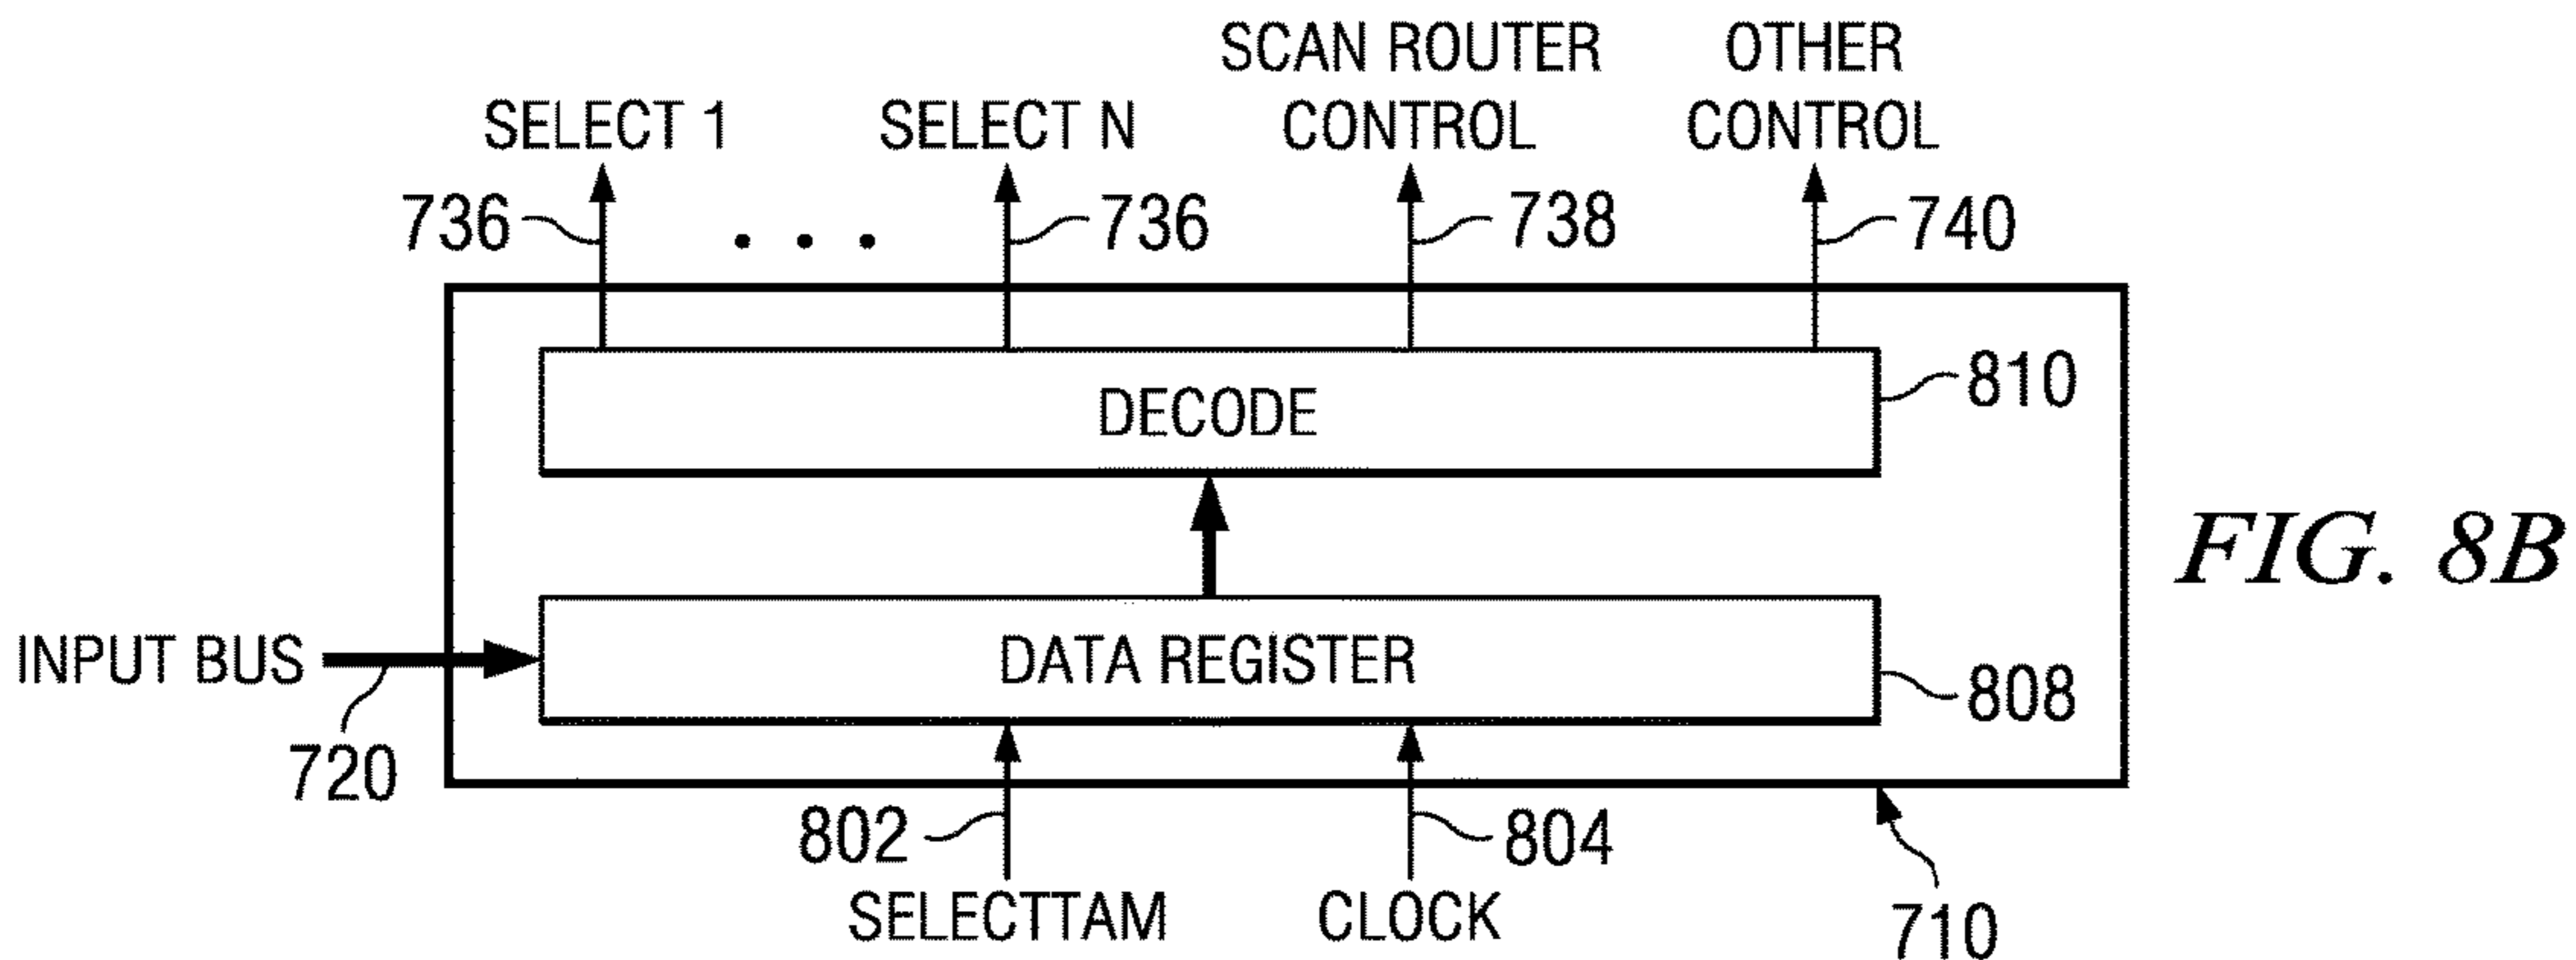 SCAN ROUTER OTHER
SELECT 1 SELECT N CONTROL CONTROL
736 . . . 736 738 740
DECODE 810
FIG. 8B
INPUT BUS DATA REGISTER 808
720 802 804
SELECTTAM CLOCK 710